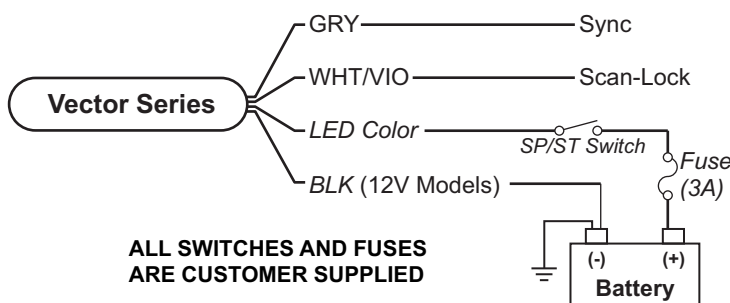 GRY Sync
Vector Series
WHT/VIO Scan-Lock
LED Color
SP/ST Switch
Fuse
(3A)
BLK (12V Models)
ALL SWITCHES AND FUSES
ARE CUSTOMER SUPPLIED
(-) (+)
Battery